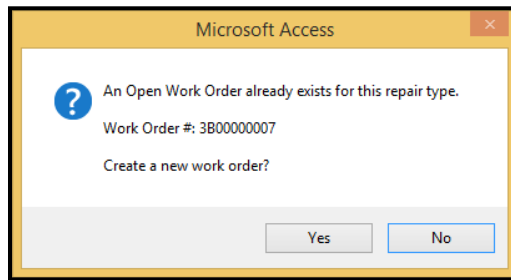 Microsoft Access
An Open Work Order already exists for this repair type.
Work Order #: 3B00000007
Create a new work order?
Yes
No